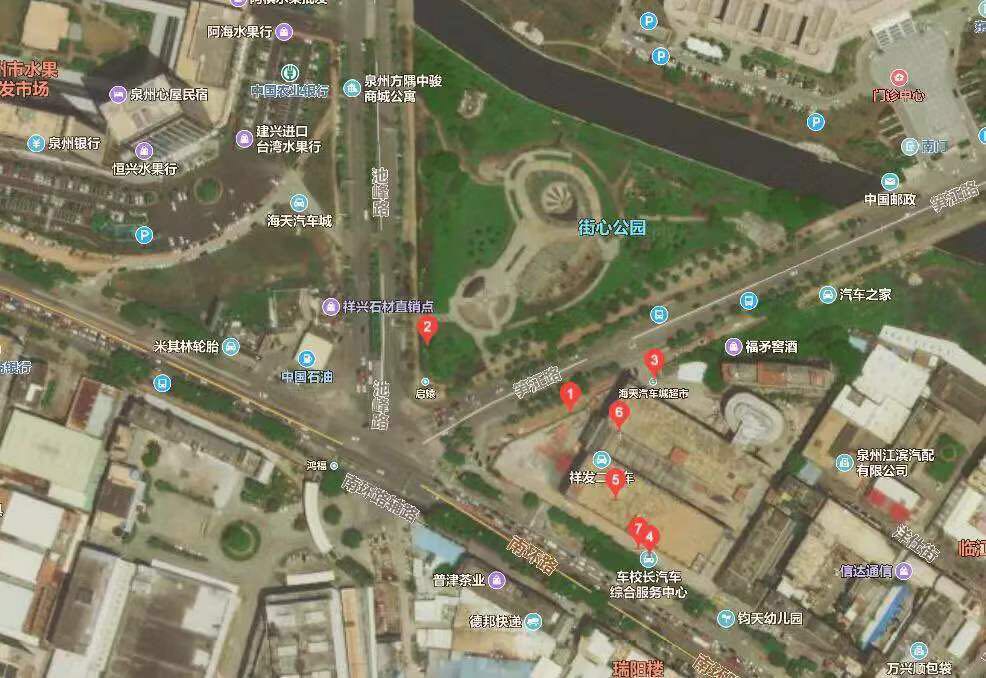 阿海水果行
州市水果
发市场
中国农业银行
泉州方隅中骏
商城公寓
泉州心屋民宿
P
P
门诊中心
泉州银行
恒兴水果行
建兴进口
台湾水果行
P
南门
池峰路
中国邮政
笋江路
海天汽车城
P
街心公园
汽车之家
祥兴石材直销点
2
米其林轮胎
中国石油
福矛窖酒
3
启镀
笋江路
海天汽车城超市
池峰路
1
6
鸿福
祥发二
车
5
泉州江滨汽配
有限公司
南环路辅路
7
4
南环路
车校长汽车
综合服务中心
普津茶业
信达通信
临江
德邦快递
钧天幼儿园
瑞阳楼
南环
万兴顺包袋